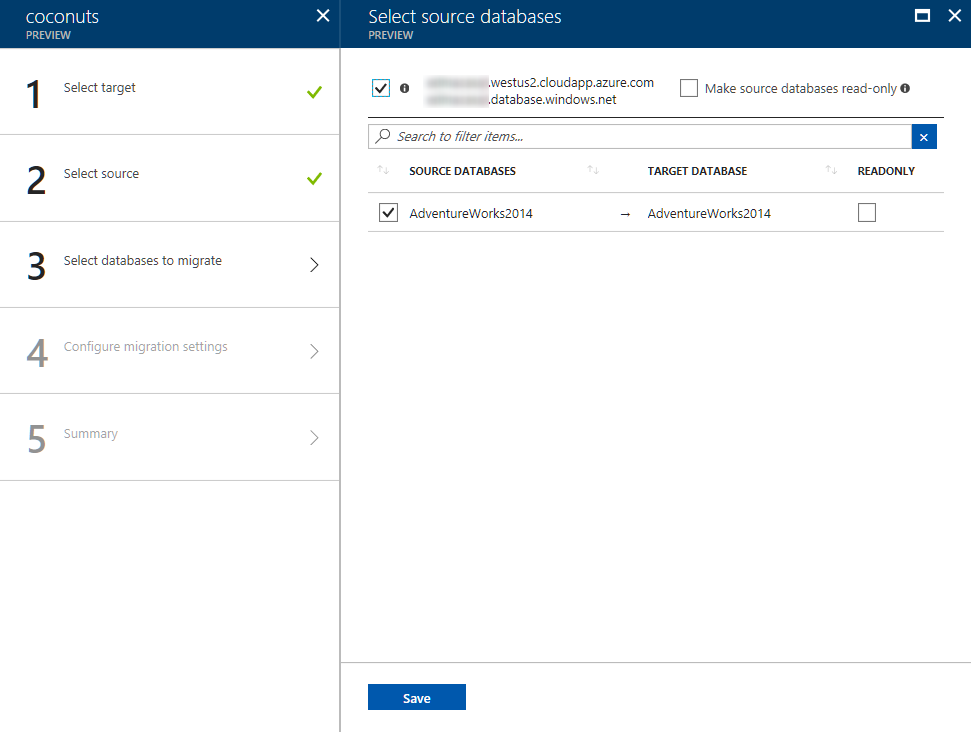 coconuts
PREVIEW
1 Select target
2 Select source
3 Select databases to migrate
4 Configure migration settings
5 Summary
Select source databases
PREVIEW
.westus2.cloudapp.azure.com
.database.windows.net
Make source databases read-only
Search to filter items...
SOURCE DATABASES TARGET DATABASE READONLY
AdventureWorks2014 → AdventureWorks2014
Save